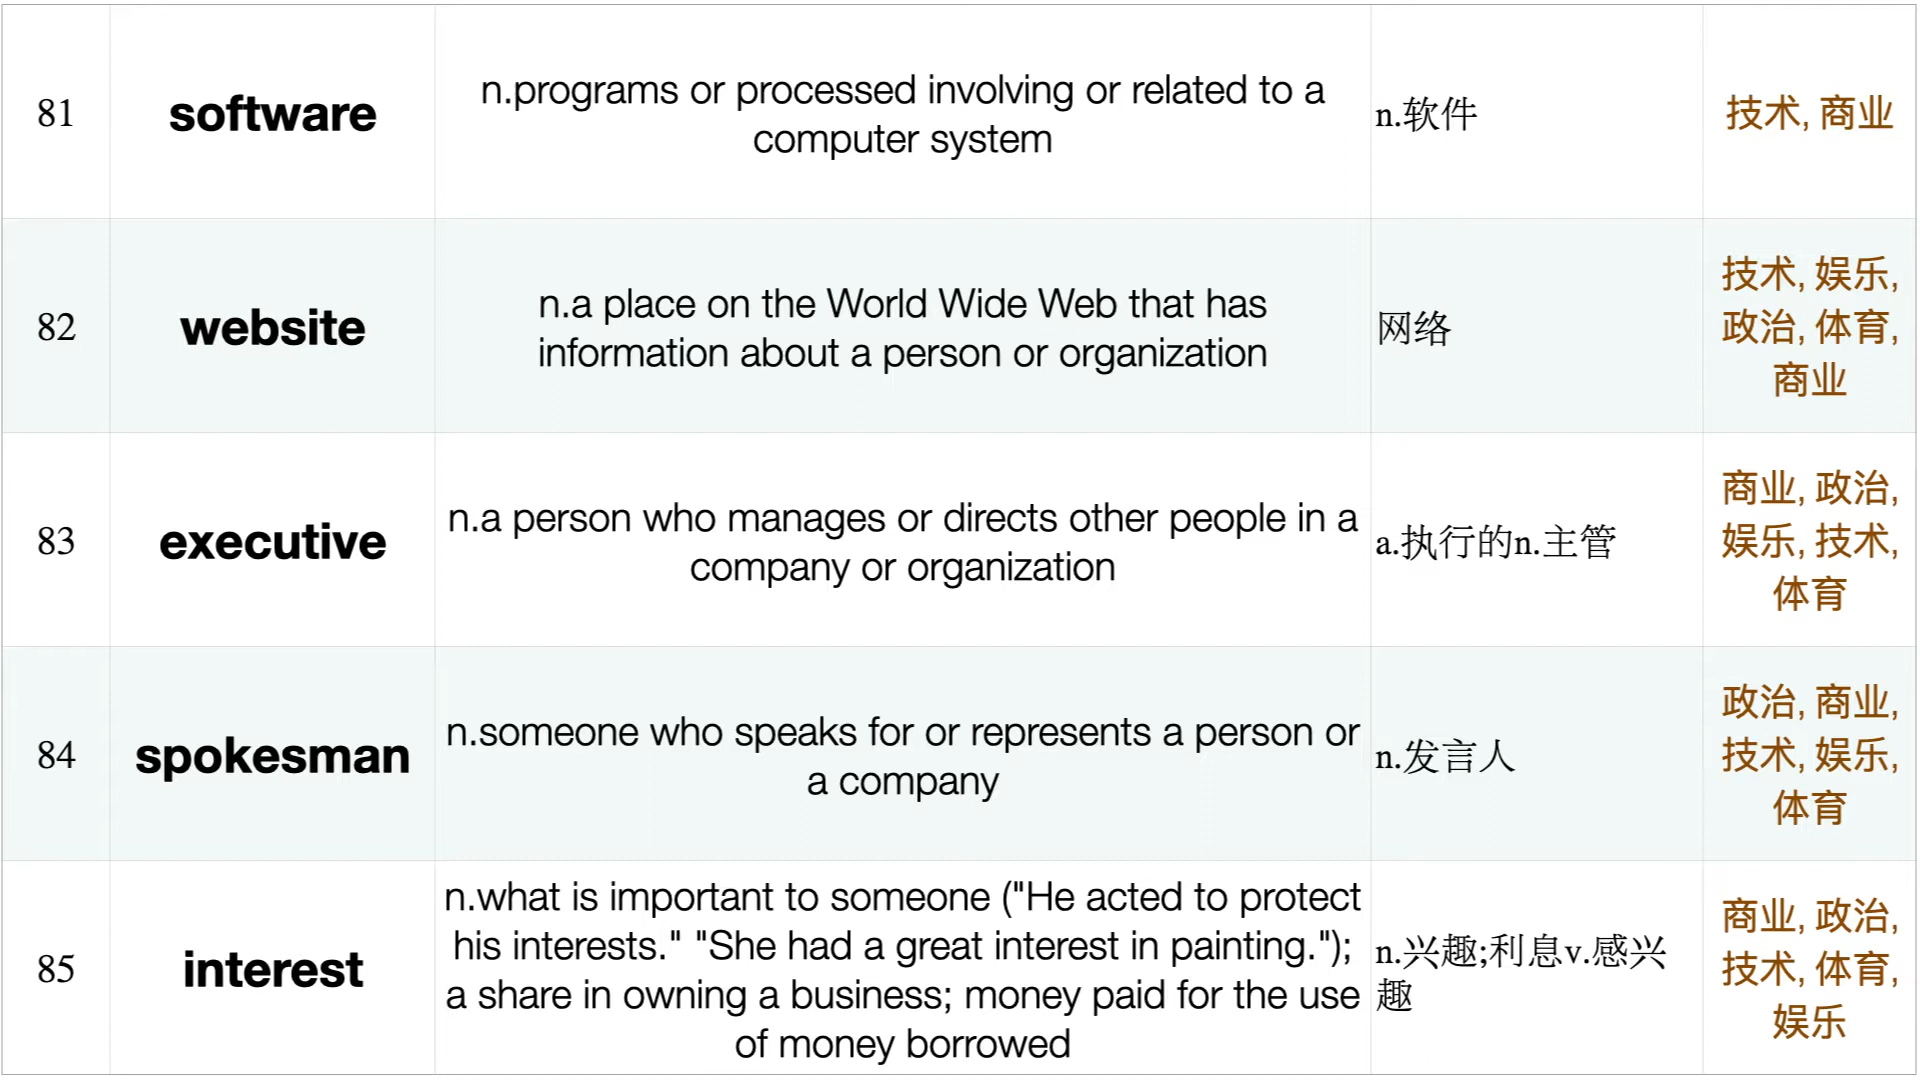 81
software
n.programs or processed involving or related to a
computer system
n.软件
技术, 商业
82
website
n.a place on the World Wide Web that has
information about a person or organization
网络
技术, 娱乐,
政治, 体育,
商业
83
executive
n.a person who manages or directs other people in a
company or organization
a.执行的n.主管
商业, 政治,
娱乐, 技术,
体育
84
spokesman
n.someone who speaks for or represents a person or
a company
n.发言人
政治, 商业,
技术, 娱乐,
体育
85
interest
n.what is important to someone ("He acted to protect
his interests." "She had a great interest in painting.");
a share in owning a business; money paid for the use
of money borrowed
n.兴趣;利息v.感兴
趣
商业, 政治,
技术, 体育,
娱乐